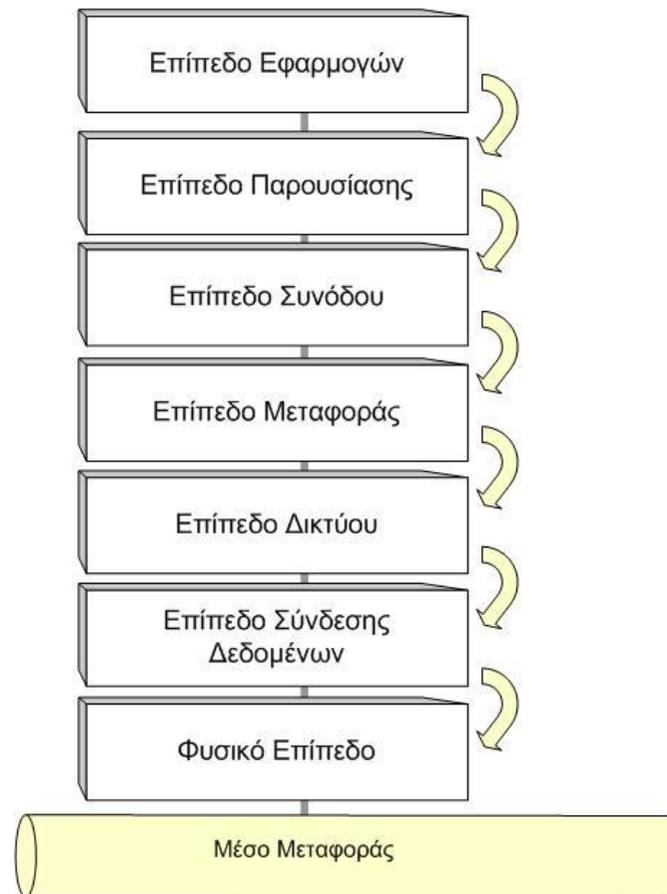 Επίπεδο Εφαρμογών
Επίπεδο Παρουσίασης
Επίπεδο Συνόδου
Επίπεδο Μεταφοράς
Επίπεδο Δικτύου
Επίπεδο Σύνδεσης
Δεδομένων
Φυσικό Επίπεδο
Μέσο Μεταφοράς